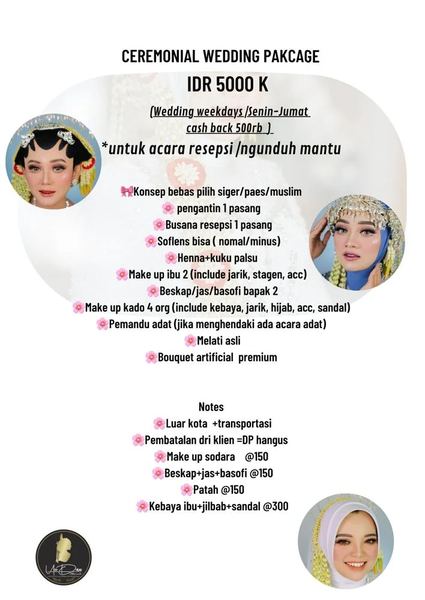 CEREMONIAL WEDDING PAKCAGE
IDR 5000 K
(Wedding weekdays /Senin-Jumat
cash back 500rb )
*untuk acara resepsi /ngunduh mantu
🎀Konsep bebas pilih siger/paes/muslim
🌸 pengantin 1 pasang
🌸Busana resepsi 1 pasang
🌸Soflens bisa ( nomal/minus)
🌸Henna+kuku palsu
🌸Make up ibu 2 (include jarik, stagen, acc)
🌸Beskap/jas/basofi bapak 2
🌸Make up kado 4 org (include kebaya, jarik, hijab, acc, sandal)
🌸Pemandu adat (jika menghendaki ada acara adat)
🌸Melati asli
🌸Bouquet artificial premium
Notes
🌸Luar kota +transportasi
🌸Pembatalan dri klien =DP hangus
🌸Make up sodara @150
🌸Beskap+jas+basofi @150
🌸Patah @150
🌸Kebaya ibu+jilbab+sandal @300